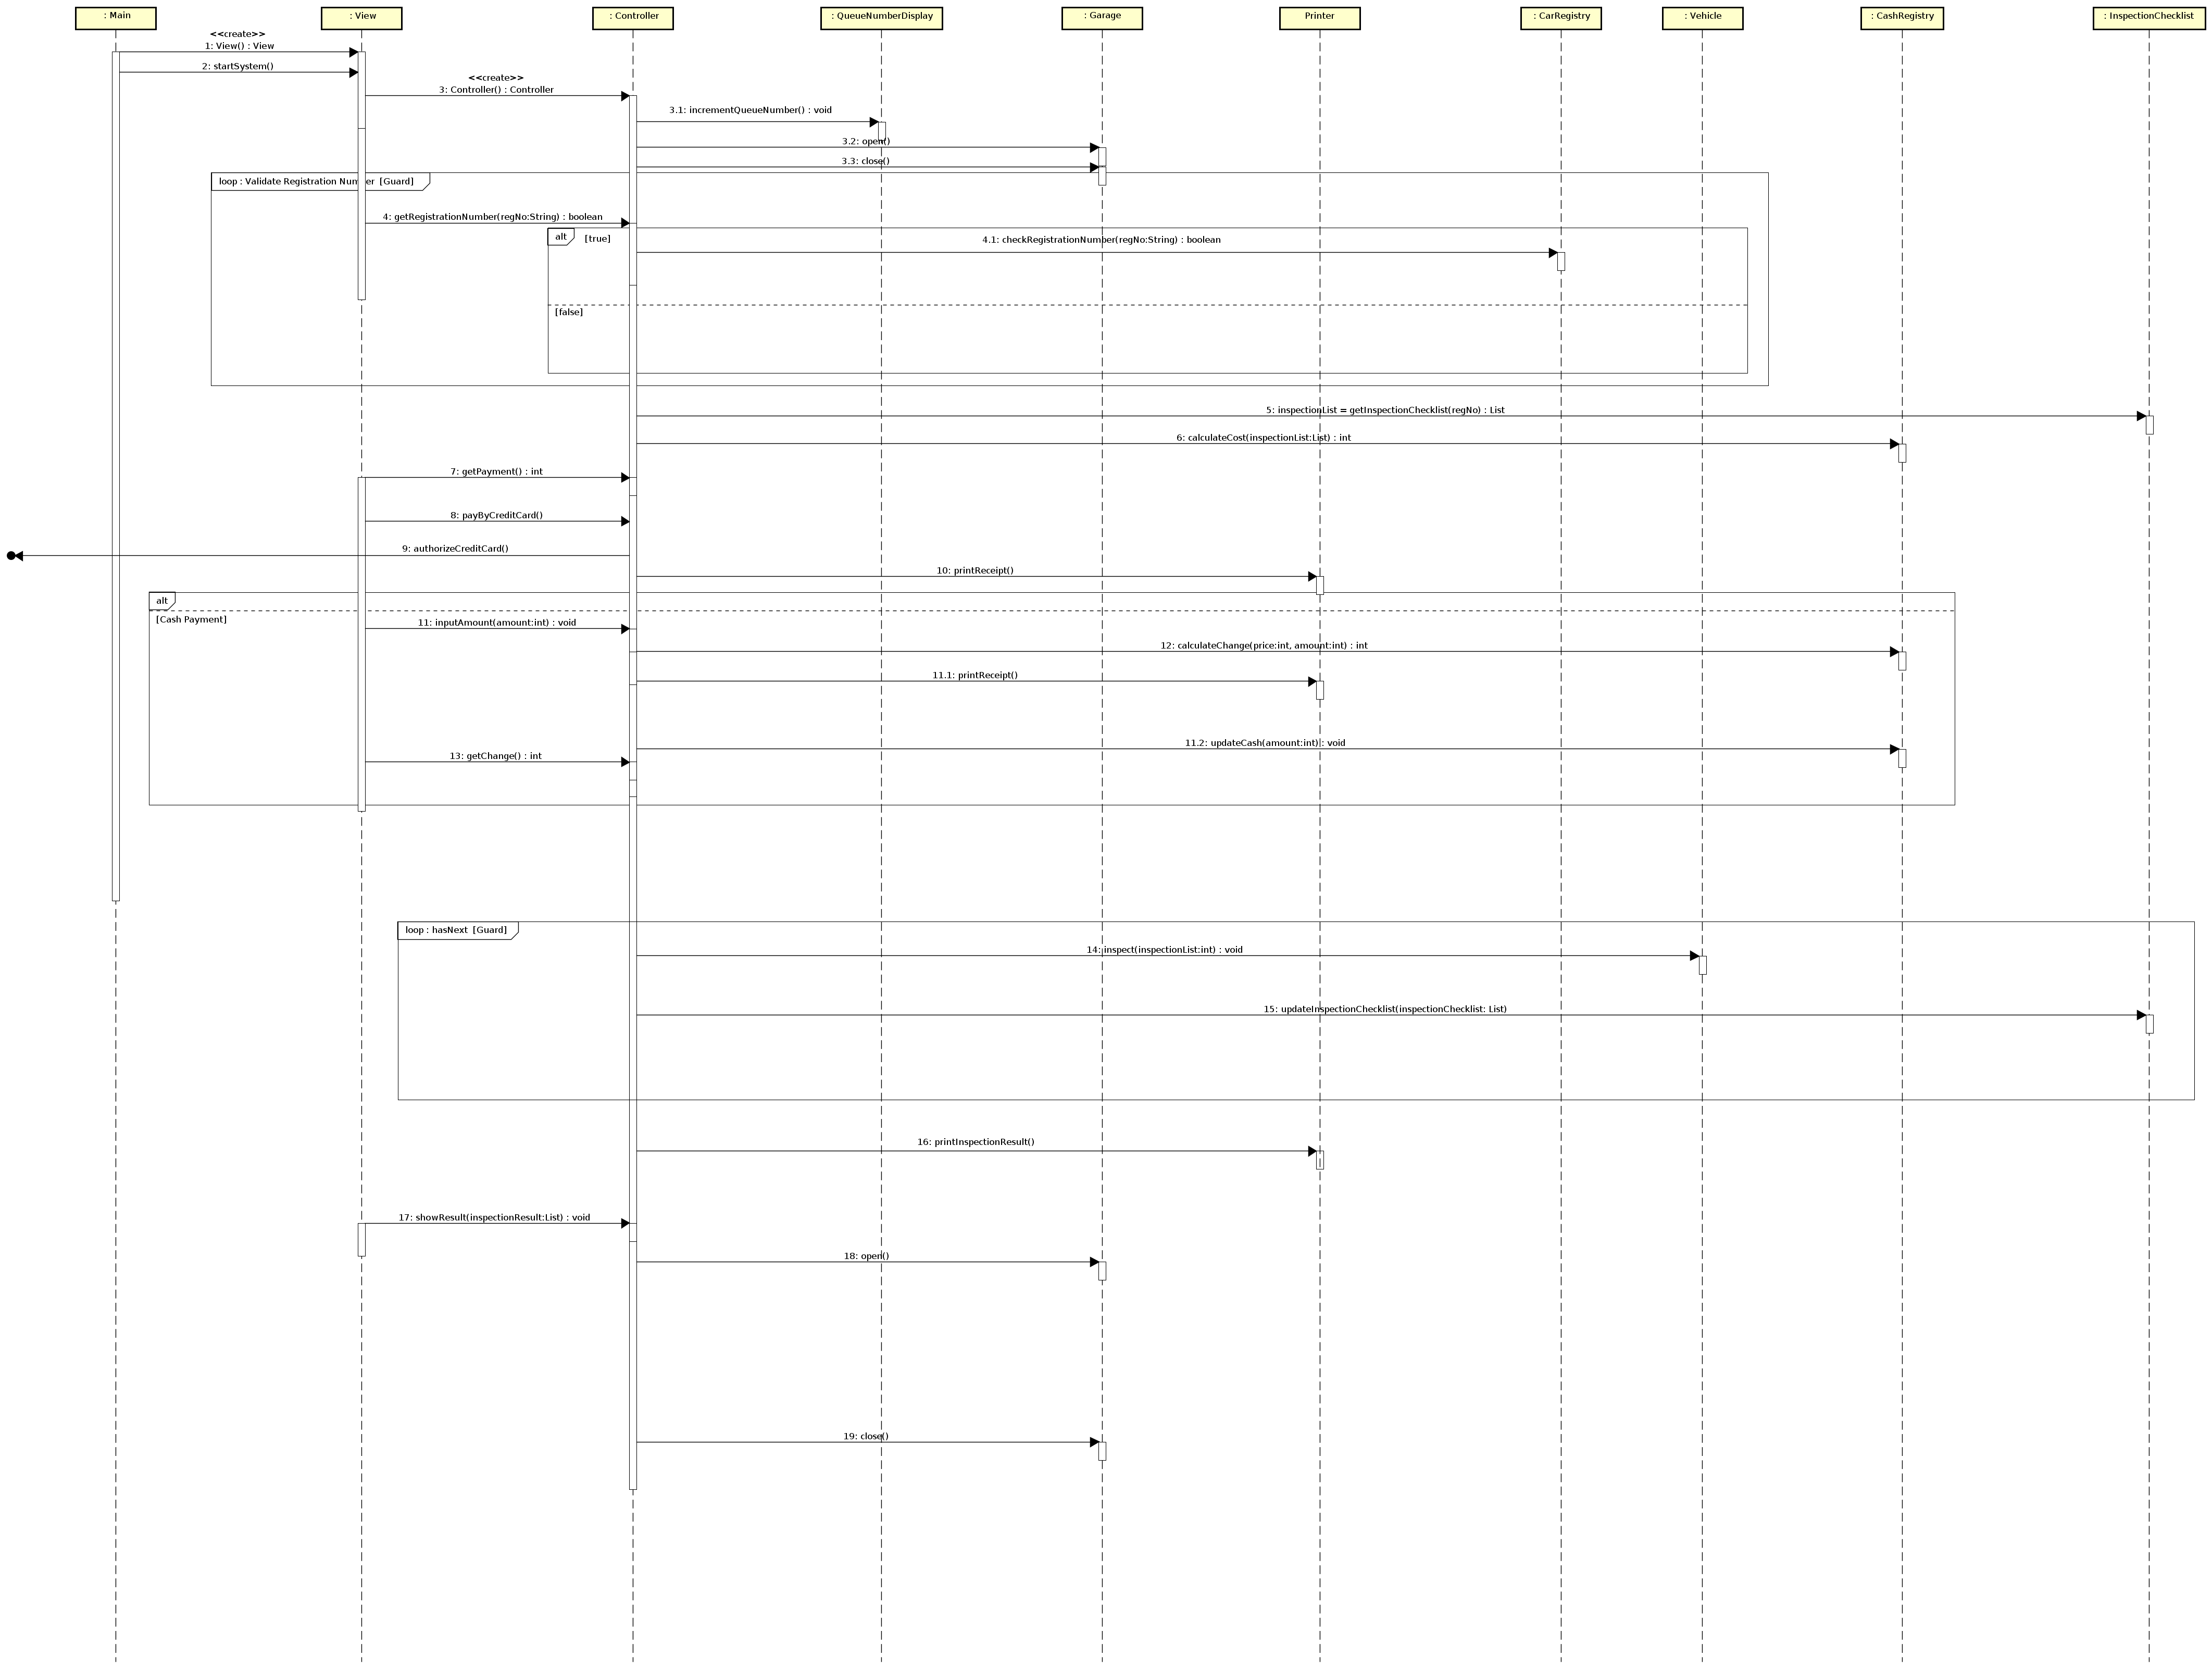 : Main
: View
: Controller
: QueueNumberDisplay
: Garage
Printer
: CarRegistry
: Vehicle
: CashRegistry
: InspectionChecklist
<<create>>
1: View() : View
2: startSystem()
<<create>>
3: Controller() : Controller
3.1: incrementQueueNumber() : void
3.2: open()
3.3: close()
loop : Validate Registration Number [Guard]
4: getRegistrationNumber(regNo:String) : boolean
alt [true]
4.1: checkRegistrationNumber(regNo:String) : boolean
[false]
5: inspectionList = getInspectionChecklist(regNo) : List
6: calculateCost(inspectionList:List) : int
7: getPayment() : int
8: payByCreditCard()
9: authorizeCreditCard()
10: printReceipt()
alt
[Cash Payment]
11: inputAmount(amount:int) : void
12: calculateChange(price:int, amount:int) : int
11.1: printReceipt()
11.2: updateCash(amount:int) : void
13: getChange() : int
loop : hasNext [Guard]
14: inspect(inspectionList:int) : void
15: updateInspectionChecklist(inspectionChecklist: List)
16: printInspectionResult()
17: showResult(inspectionResult:List) : void
18: open()
19: close()